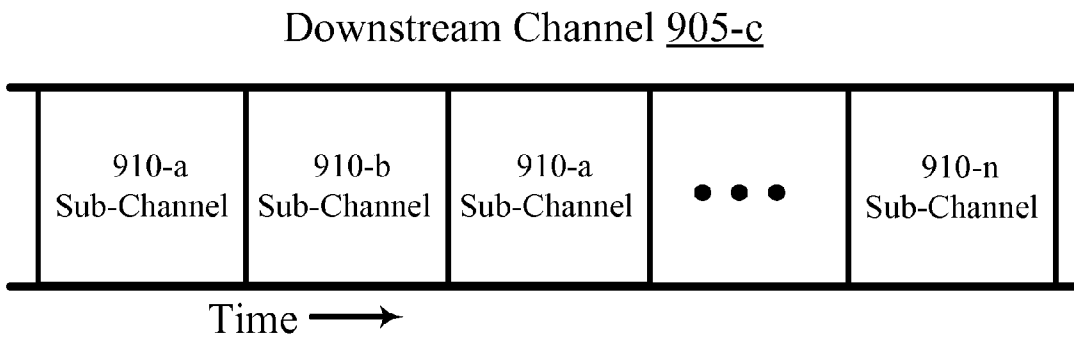 Downstream Channel 905-c
910-a
Sub-Channel
910-b
Sub-Channel
910-a
Sub-Channel
910-n
Sub-Channel
Time